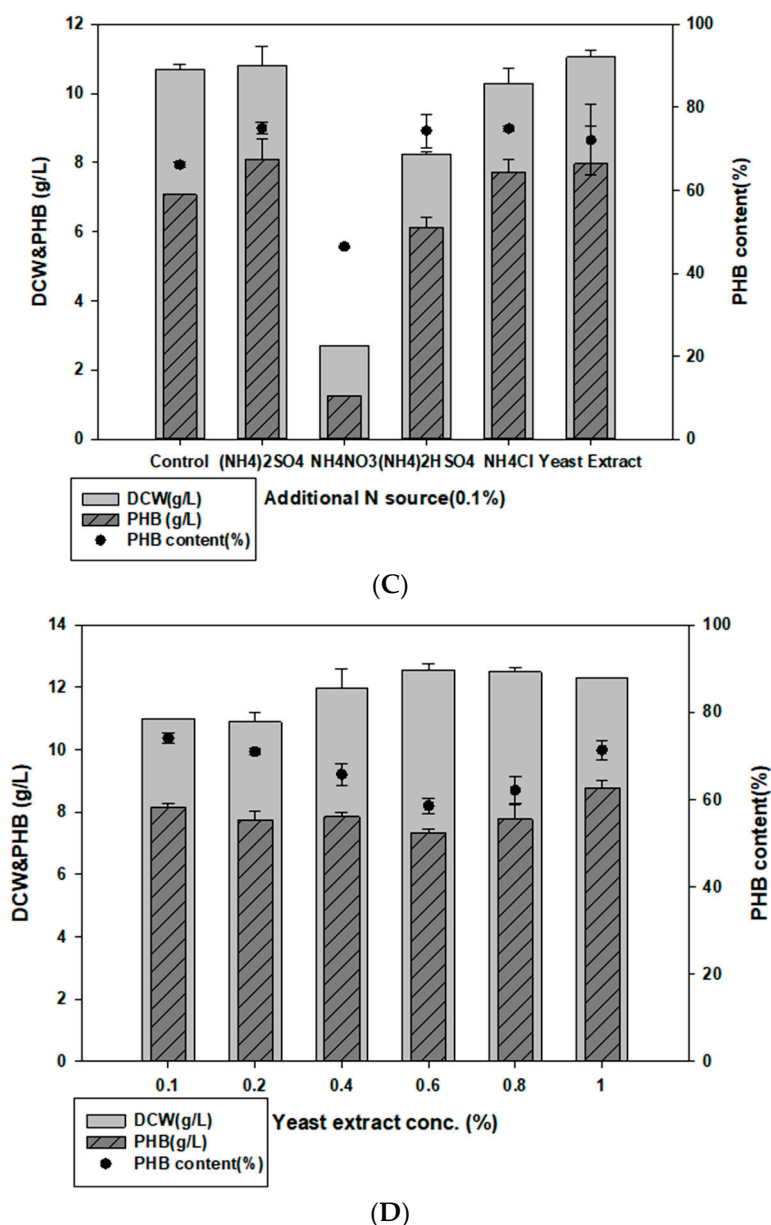 12
10
8
6
4
2
0
DCW&PHB (g/L)
100
80
60
40
20
0
PHB content(%)
Control (NH4)2SO4 NH4NO3 (NH4)2HSO4 NH4Cl Yeast Extract
Additional N source(0.1%)
DCW(g/L)
PHB (g/L)
PHB content(%)
(C)
14
12
10
8
6
4
2
0
DCW&PHB (g/L)
100
80
60
40
20
0
PHB content(%)
0.1 0.2 0.4 0.6 0.8 1
Yeast extract conc. (%)
DCW(g/L)
PHB(g/L)
PHB content(%)
(D)